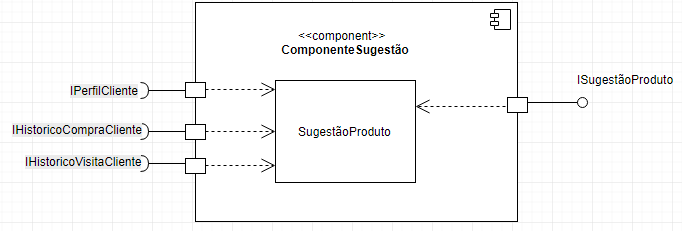 <<component>>
ComponenteSugestão
IPerfilCliente
ISugestãoProduto
IHistoricoCompraCliente
SugestãoProduto
IHistoricoVisitaCliente